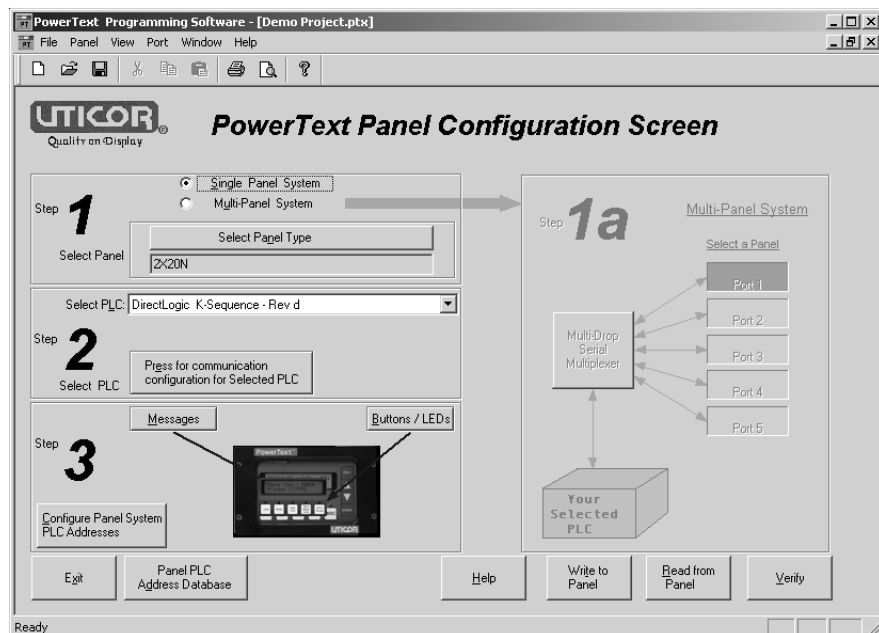 PowerText Programming Software - [Demo Project.ptx]
File Panel View Port Window Help
UTICOR®
Quality on Display
PowerText Panel Configuration Screen
Single Panel System
Multi-Panel System
Step 1
Select Panel
Select Panel Type
2X20N
Select PLC: DirectLogic K-Sequence - Rev d
Step 2
Select PLC
Press for communication
configuration for Selected PLC
Messages
Buttons / LEDs
Step 3
PowerText
UTICOR
Configure Panel System
PLC Addresses
Step 1a
Multi-Panel System
Select a Panel
Port 1
Port 2
Port 3
Port 4
Port 5
Multi-Drop
Serial
Multiplexer
Your
Selected
PLC
Exit
Panel PLC
Address Database
Help
Write to
Panel
Read from
Panel
Verify
Ready